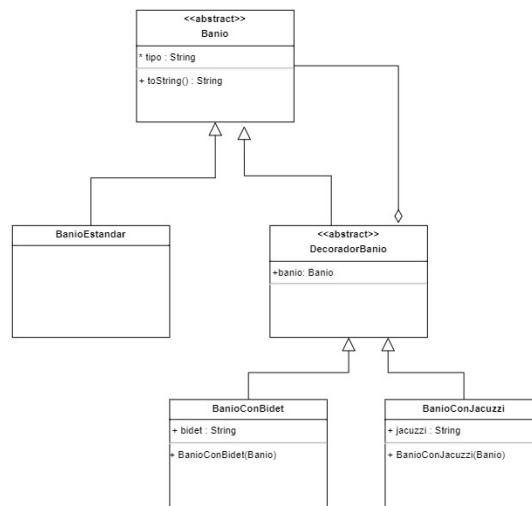 <<abstract>>
Banio
* tipo : String
+ toString() : String
BanioEstandar
<<abstract>>
DecoradorBanio
+banio: Banio
BanioConBidet
+ bidet : String
+ BanioConBidet(Banio)
BanioConJacuzzi
+ jacuzzi : String
+ BanioConJacuzzi(Banio)